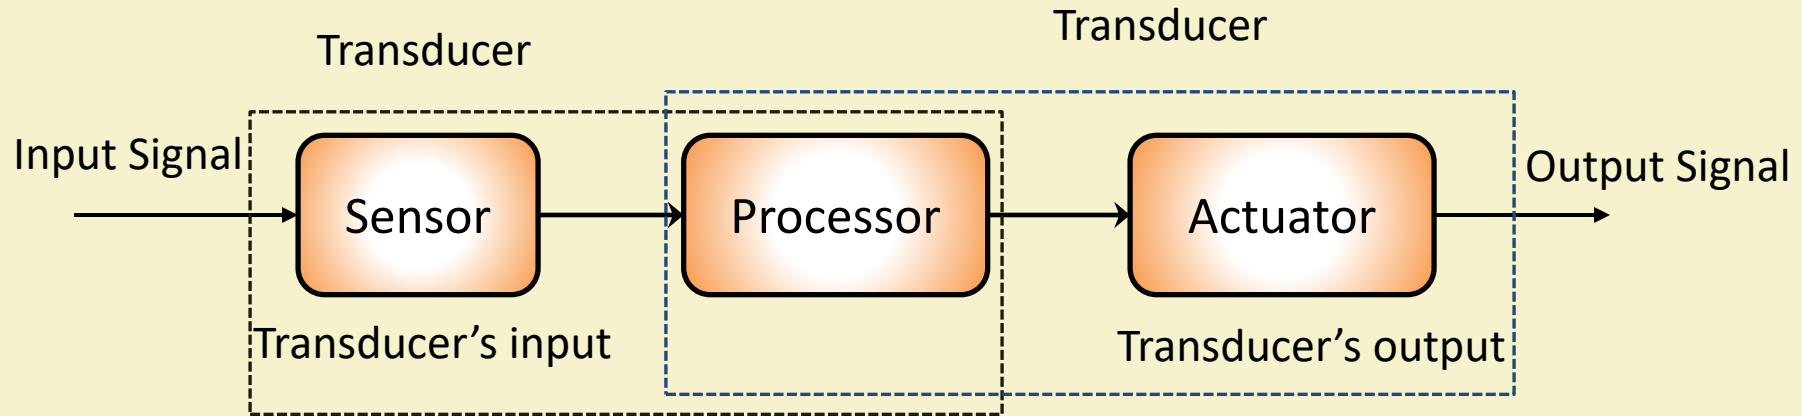 Transducer
Transducer
Input Signal
Sensor
Processor
Actuator
Output Signal
Transducer’s input
Transducer’s output